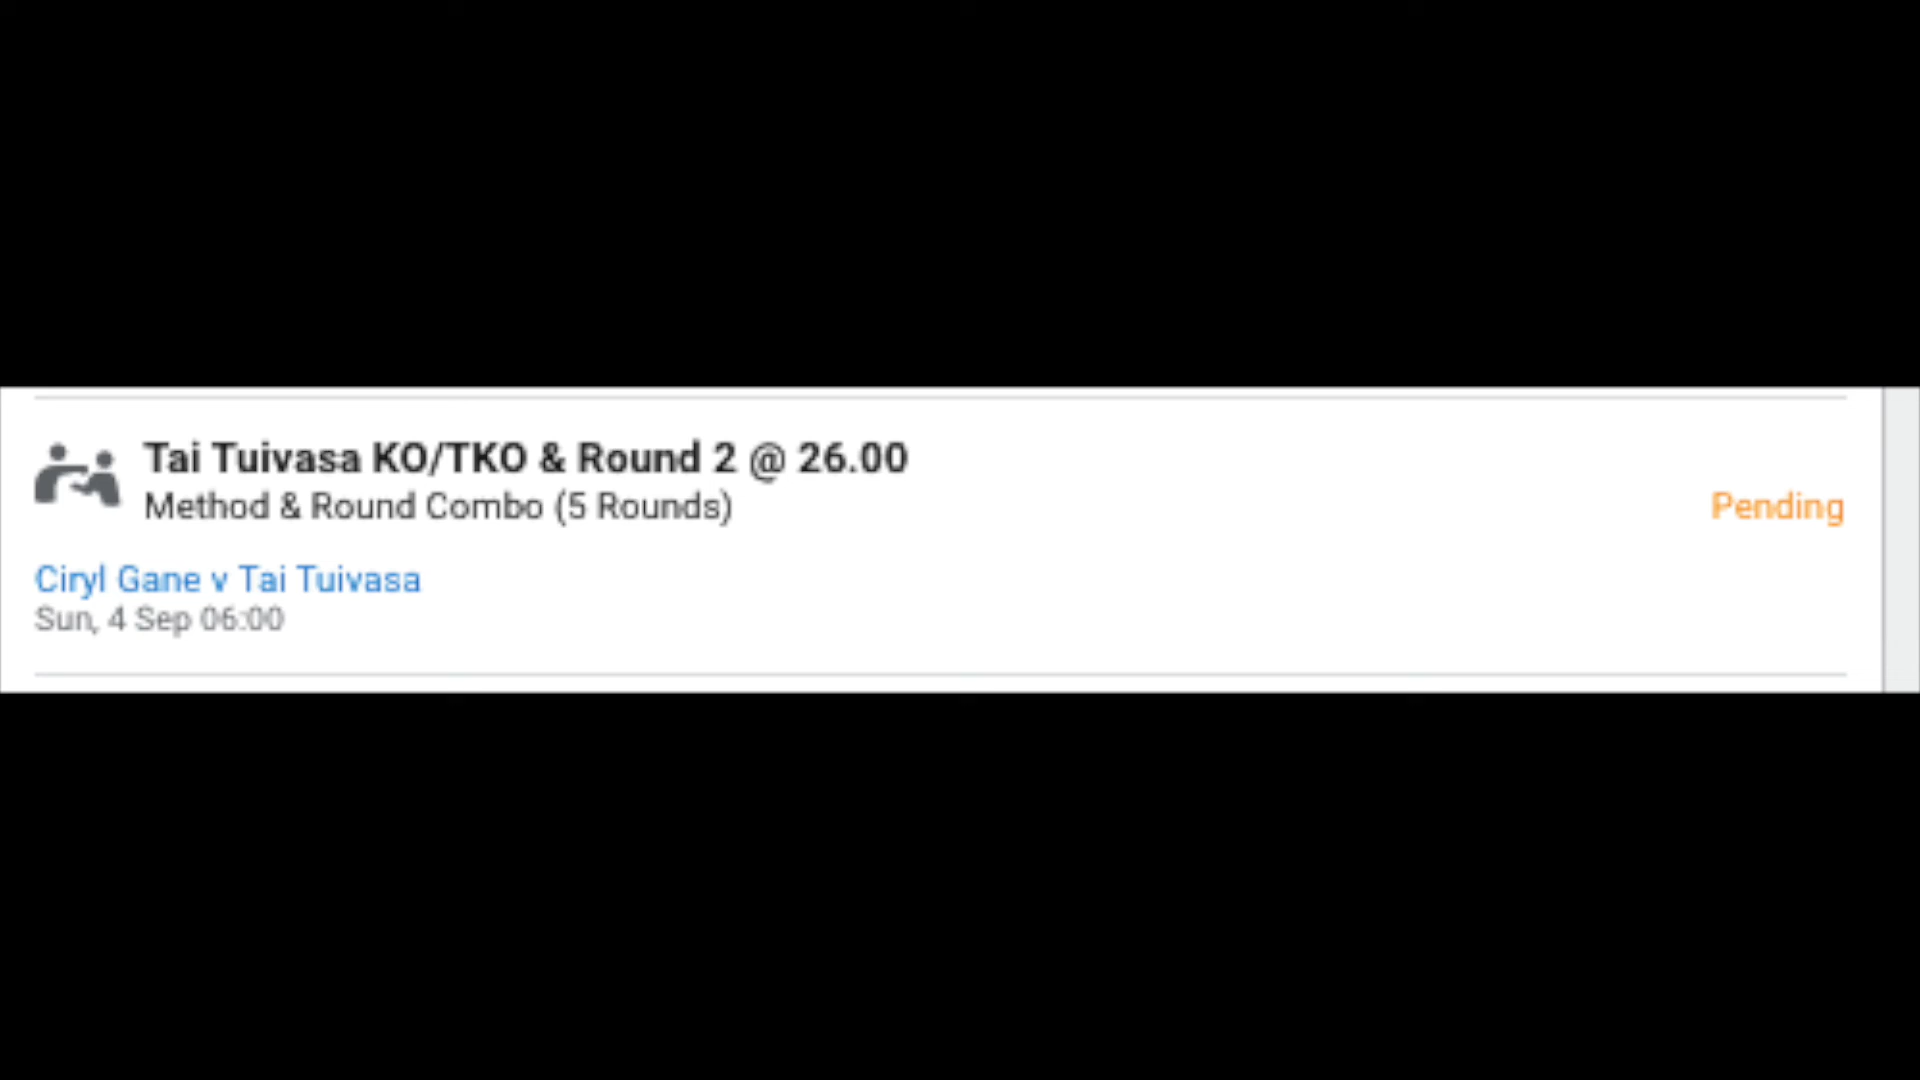 Tai Tuivasa KO/TKO & Round 2 @ 26.00
Method & Round Combo (5 Rounds)
Pending
Ciryl Gane v Tai Tuivasa
Sun, 4 Sep 06:00